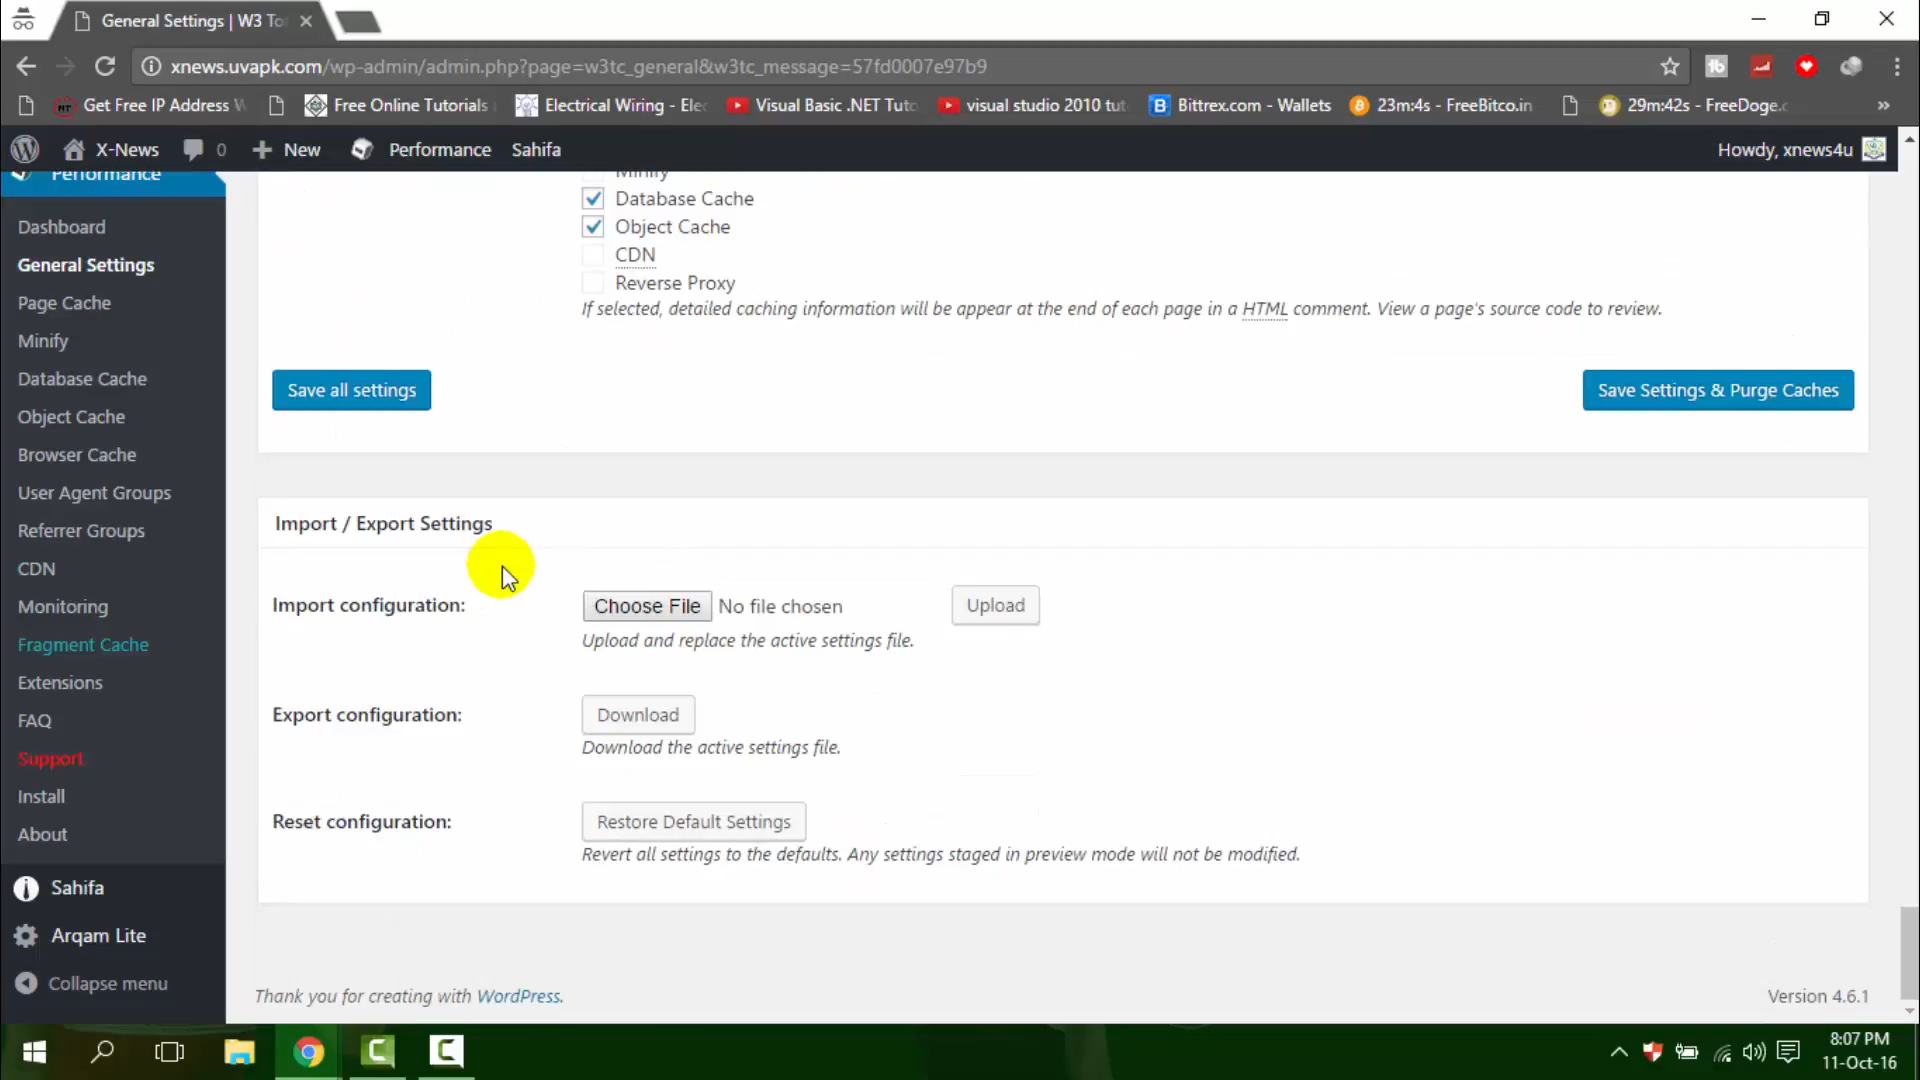 General Settings | W3 To
xnews.uvapk.com/wp-admin/admin.php?page=w3tc_general&w3tc_message=57fd0007e97b9
Get Free IP Address Free Online Tutorials Electrical Wiring - Elec Visual Basic .NET Tuto visual studio 2010 tut Bittrex.com - Wallets 23m:4s - FreeBitco.in 29m:42s - FreeDoge.c »
X-News 0 New Performance Sahifa Howdy, xnews4u
Performance
Dashboard
General Settings
Page Cache
Minify
Database Cache
Object Cache
Browser Cache
User Agent Groups
Referrer Groups
CDN
Monitoring
Fragment Cache
Extensions
FAQ
Support
Install
About
Sahifa
Arqam Lite
Collapse menu
Minify
Database Cache
Object Cache
CDN
Reverse Proxy
If selected, detailed caching information will be appear at the end of each page in a HTML comment. View a page's source code to review.
Save all settings Save Settings & Purge Caches
Import / Export Settings
Import configuration: Choose File No file chosen Upload
Upload and replace the active settings file.
Export configuration: Download
Download the active settings file.
Reset configuration: Restore Default Settings
Revert all settings to the defaults. Any settings staged in preview mode will not be modified.
Thank you for creating with WordPress. Version 4.6.1
8:07 PM
11-Oct-16